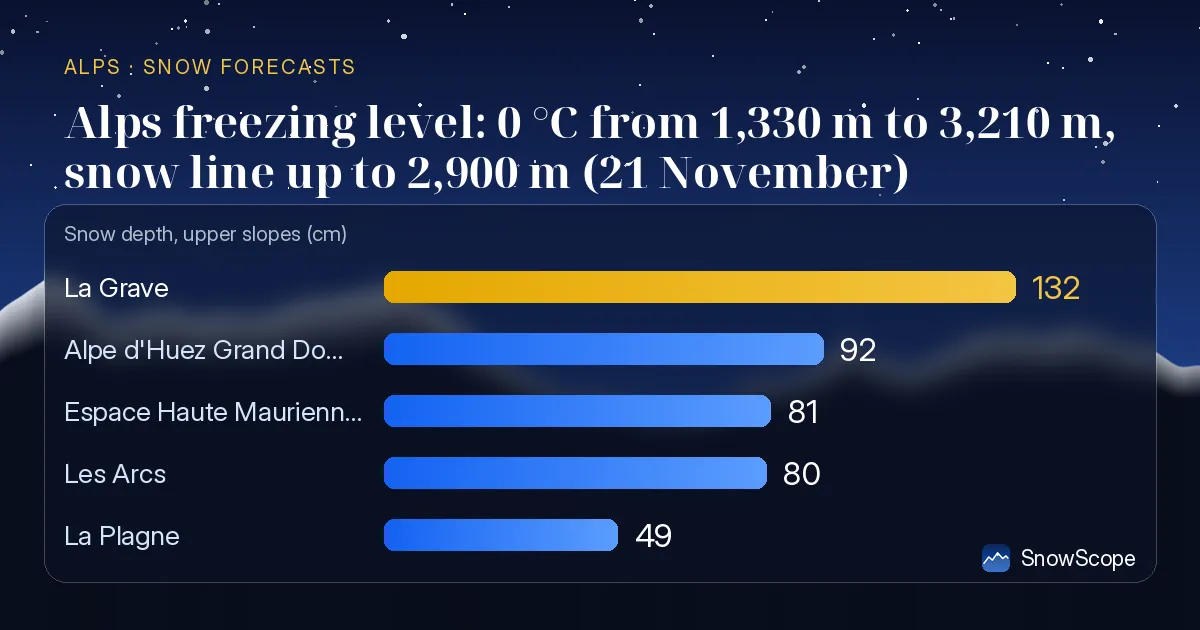 ALPS : SNOW FORECASTS
Alps freezing level: 0 °C from 1,330 m to 3,210 m,
snow line up to 2,900 m (21 November)
Snow depth, upper slopes (cm)
La Grave 132
Alpe d'Huez Grand Do... 92
Espace Haute Maurienn... 81
Les Arcs 80
La Plagne 49
SnowScope